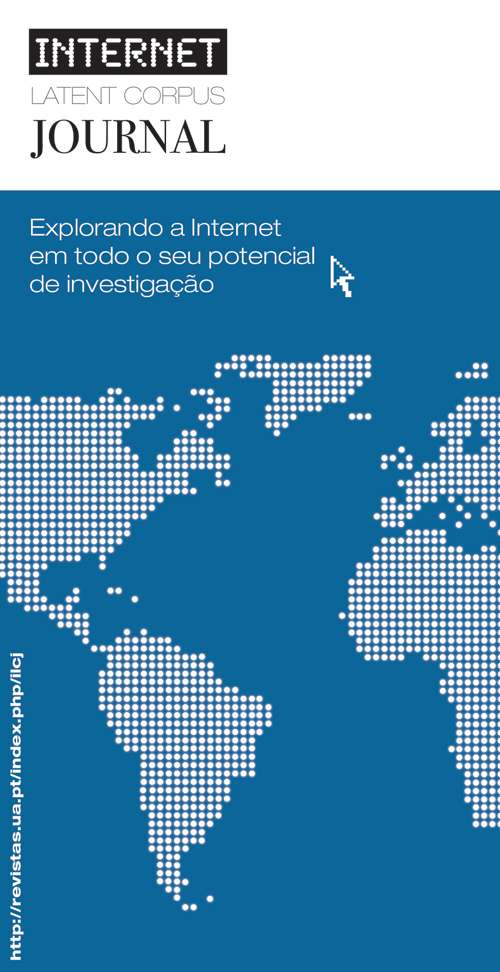 INTERNET
LATENT CORPUS
JOURNAL
Explorando a Internet
em todo o seu potencial
de investigação
http://revistas.ua.pt/index.php/ilcj